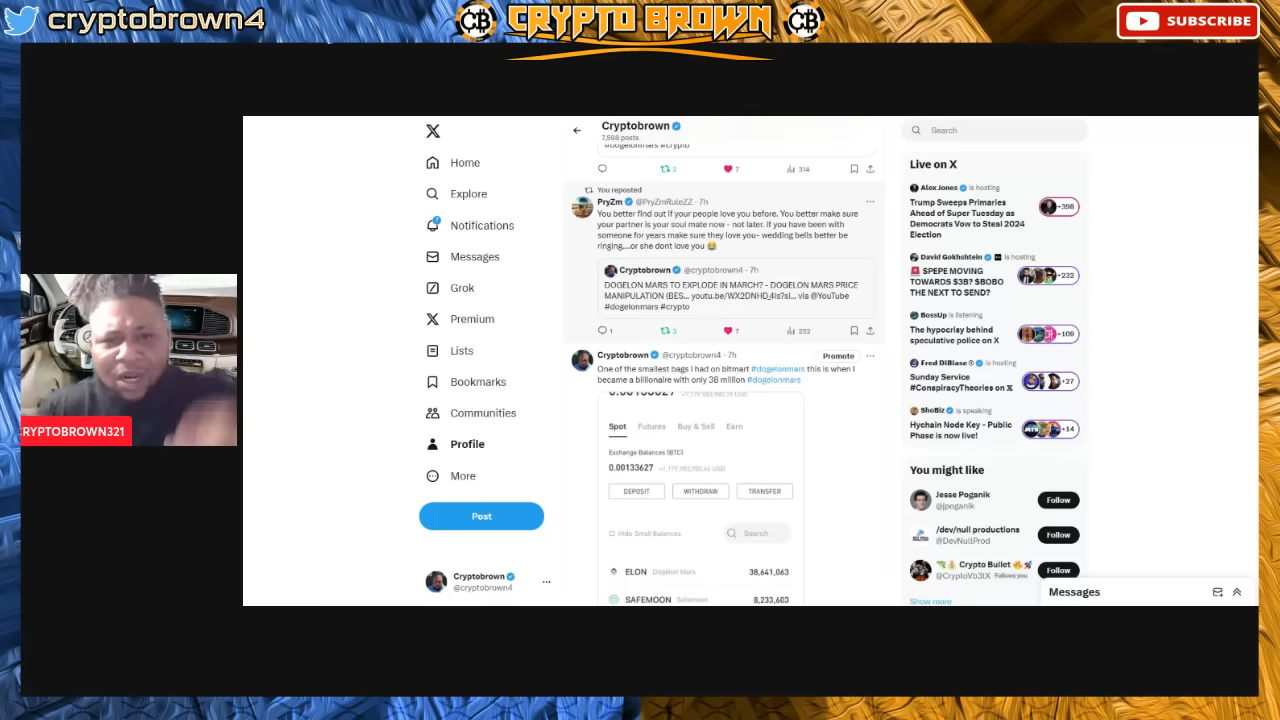 cryptobrown4
CRYPTO BROWN
CB
CB
SUBSCRIBE
RYPTOBROWN321
Home
Explore
Notifications
Messages
Grok
Premium
Lists
Bookmarks
Communities
Profile
More
Post
Cryptobrown
@cryptobrown4
Cryptobrown
7,598 posts
#dogelonmars #crypto
2
7
314
You reposted
PryZm @PryZmRuleZZ · 7h
You better find out if your people love you before. You better make sure
your partner is your soul mate now - not later. If you have been with
someone for years make sure they love you- wedding bells better be
ringing....or she dont love you 😂
Cryptobrown @cryptobrown4 · 7h
DOGELON MARS TO EXPLODE IN MARCH? - DOGELON MARS PRICE
MANIPULATION (BES... youtu.be/WX2DNHD_4Is?si... via @YouTube
#dogelonmars #crypto
1
3
7
252
Cryptobrown @cryptobrown4 · 7h
Promote
One of the smallest bags I had on bitmart #dogelonmars this is when I
became a billionaire with only 38 million #dogelonmars
Spot
Futures
Buy & Sell
Earn
Exchange Balances (BTC)
0.00133627
DEPOSIT
WITHDRAW
TRANSFER
Hide Small Balances
Search
ELON Dogelon Mars 38,641,063
SAFEMOON Safemoon 8,233,603
Search
Live on X
Alex Jones is hosting
Trump Sweeps Primaries
Ahead of Super Tuesday as
Democrats Vow to Steal 2024
Election
+398
David Gokhshtein is hosting
🚨 $PEPE MOVING
TOWARDS $3B? $BOBO
THE NEXT TO SEND?
+232
BossUp is listening
The hypocrisy behind
speculative police on X
+100
Fred DiBiase ® is hosting
Sunday Service
#ConspiracyTheories on 𝕏
+27
ShoBiz is speaking
Hychain Node Key - Public
Phase is now live!
+14
You might like
Jesse Poganik
@jpoganik
Follow
/dev/null productions
@DevNullProd
Follow
Crypto Bullet
@CryptoVb3tX Follows you
Follow
Show more
Messages